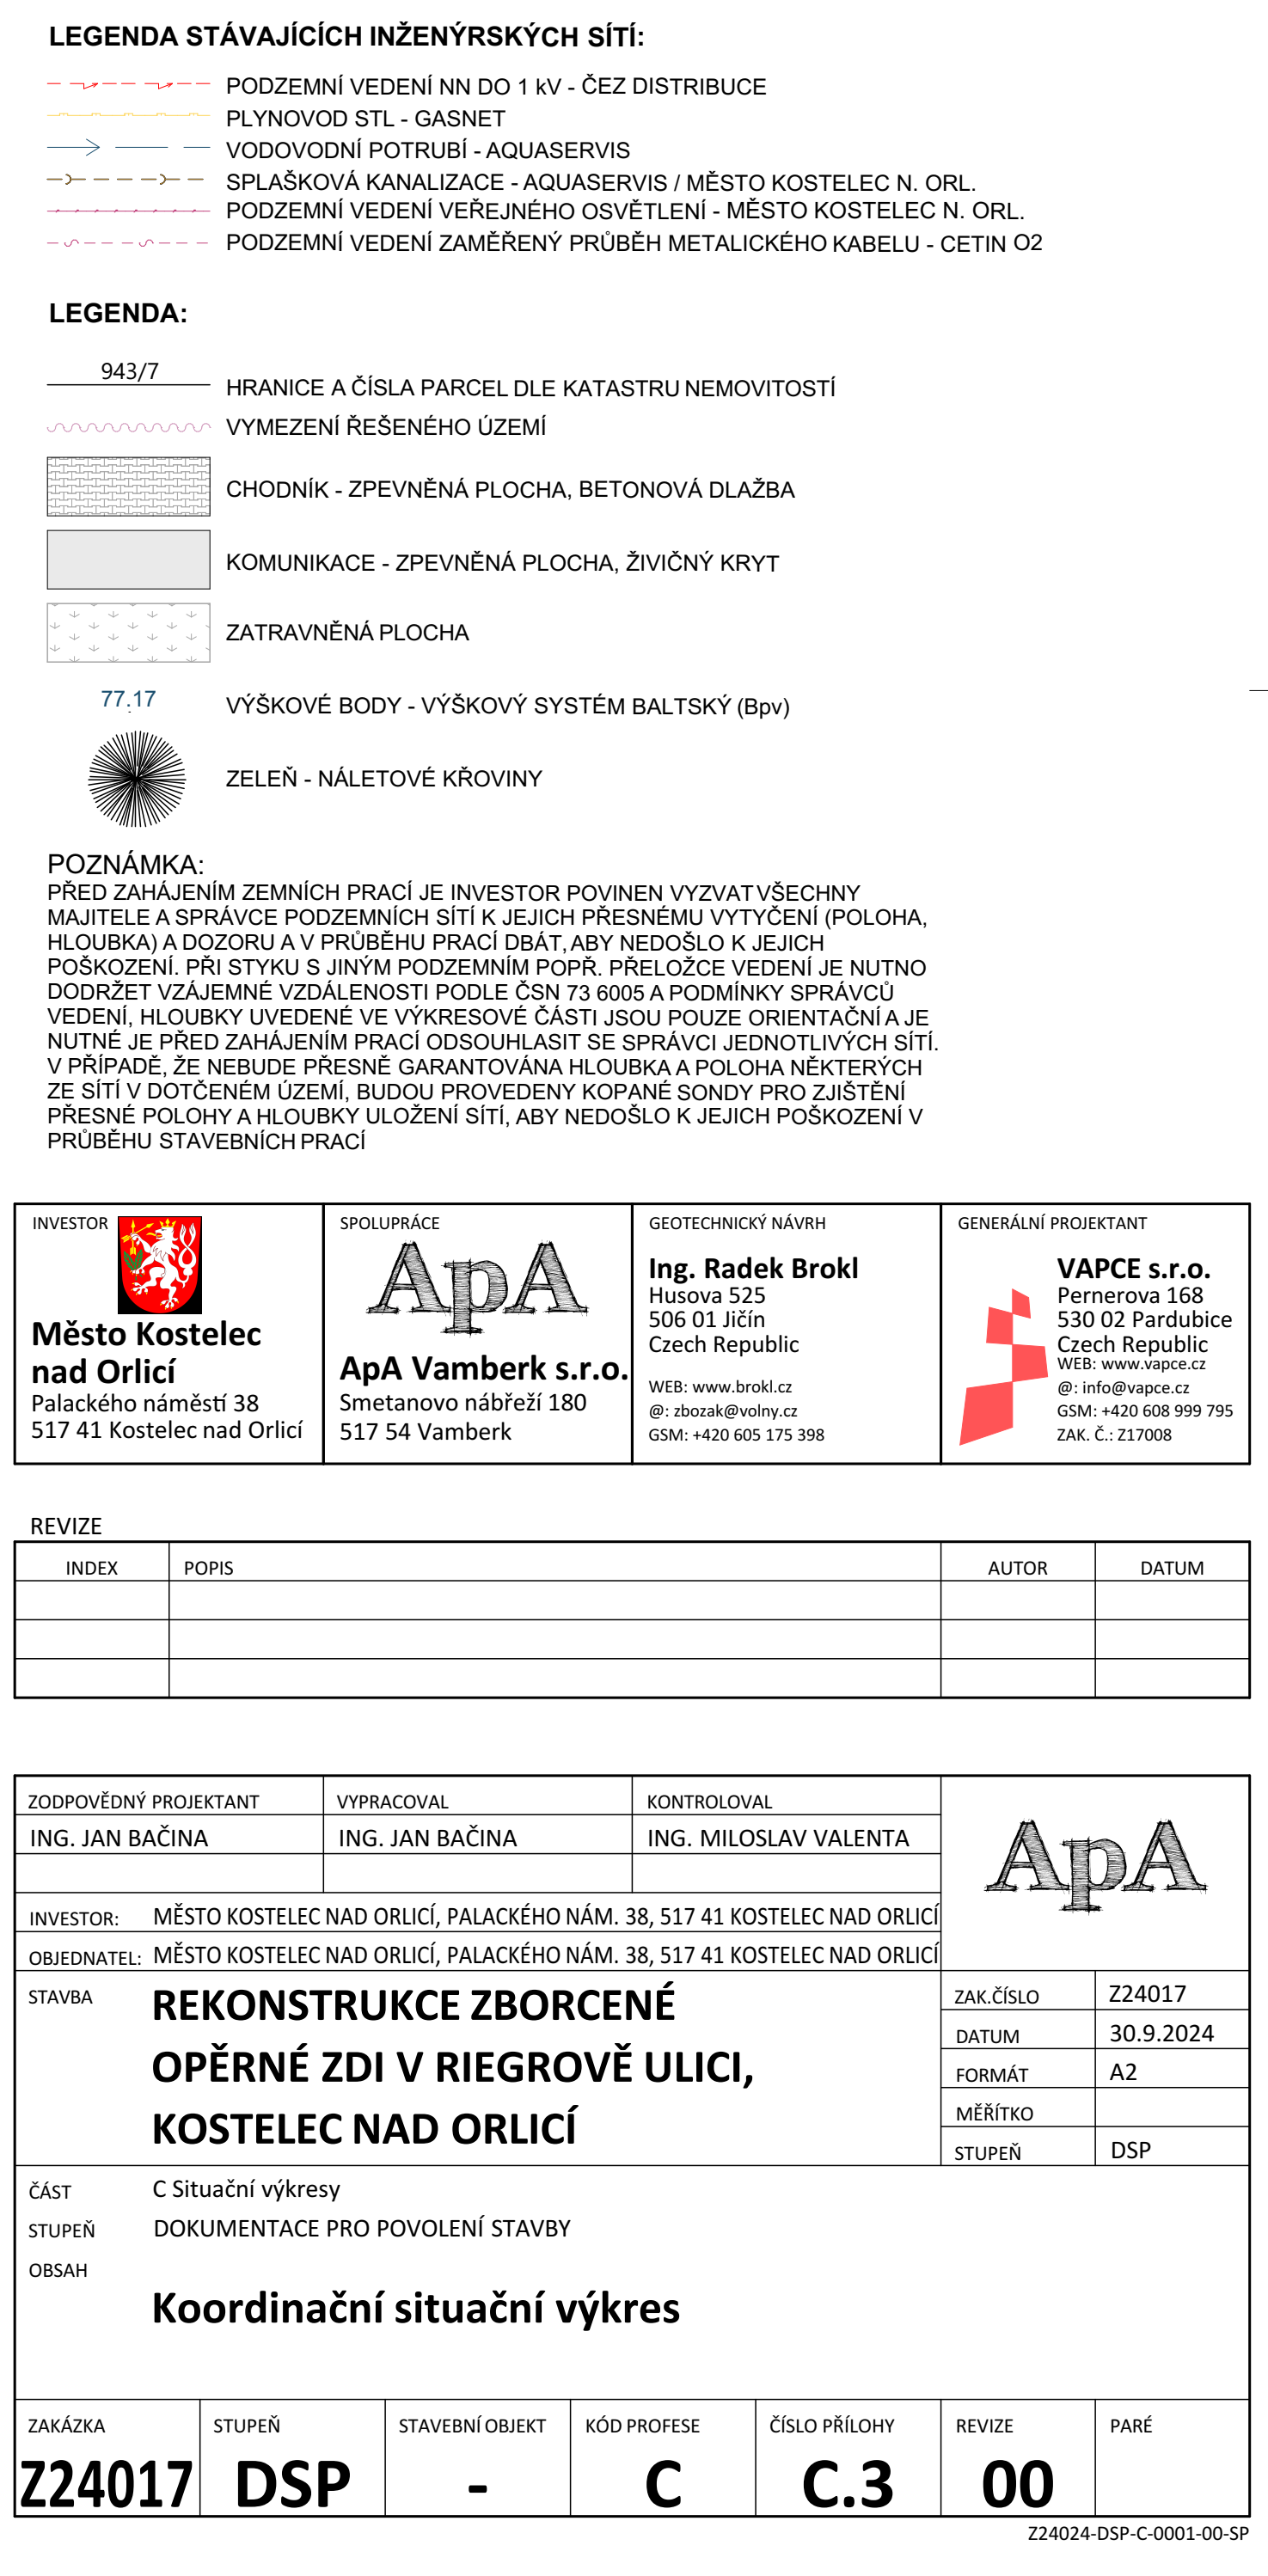 LEGENDA STÁVAJÍCÍCH INŽENÝRSKÝCH SÍTÍ:
PODZEMNÍ VEDENÍ NN DO 1 kV - ČEZ DISTRIBUCE
PLYNOVOD STL - GASNET
VODOVODNÍ POTRUBÍ - AQUASERVIS
SPLAŠKOVÁ KANALIZACE - AQUASERVIS / MĚSTO KOSTELEC N. ORL.
PODZEMNÍ VEDENÍ VEŘEJNÉHO OSVĚTLENÍ - MĚSTO KOSTELEC N. ORL.
PODZEMNÍ VEDENÍ ZAMĚŘENÝ PRŮBĚH METALICKÉHO KABELU - CETIN O2
LEGENDA:
943/7
HRANICE A ČÍSLA PARCEL DLE KATASTRU NEMOVITOSTÍ
VYMEZENÍ ŘEŠENÉHO ÚZEMÍ
CHODNÍK - ZPEVNĚNÁ PLOCHA, BETONOVÁ DLAŽBA
KOMUNIKACE - ZPEVNĚNÁ PLOCHA, ŽIVIČNÝ KRYT
ZATRAVNĚNÁ PLOCHA
77.17
VÝŠKOVÉ BODY - VÝŠKOVÝ SYSTÉM BALTSKÝ (Bpv)
ZELEŇ - NÁLETOVÉ KŘOVINY
POZNÁMKA:
PŘED ZAHÁJENÍM ZEMNÍCH PRACÍ JE INVESTOR POVINEN VYZVAT VŠECHNY
MAJITELE A SPRÁVCE PODZEMNÍCH SÍTÍ K JEJICH PŘESNÉMU VYTYČENÍ (POLOHA,
HLOUBKA) A DOZORU A V PRŮBĚHU PRACÍ DBÁT, ABY NEDOŠLO K JEJICH
POŠKOZENÍ. PŘI STYKU S JINÝM PODZEMNÍM POPŘ. PŘELOŽCE VEDENÍ JE NUTNO
DODRŽET VZÁJEMNÉ VZDÁLENOSTI PODLE ČSN 73 6005 A PODMÍNKY SPRÁVCŮ
VEDENÍ, HLOUBKY UVEDENÉ VE VÝKRESOVÉ ČÁSTI JSOU POUZE ORIENTAČNÍ A JE
NUTNÉ JE PŘED ZAHÁJENÍM PRACÍ ODSOUHLASIT SE SPRÁVCI JEDNOTLIVÝCH SÍTÍ.
V PŘÍPADĚ, ŽE NEBUDE PŘESNĚ GARANTOVÁNA HLOUBKA A POLOHA NĚKTERÝCH
ZE SÍTÍ V DOTČENÉM ÚZEMÍ, BUDOU PROVEDENY KOPANÉ SONDY PRO ZJIŠTĚNÍ
PŘESNÉ POLOHY A HLOUBKY ULOŽENÍ SÍTÍ, ABY NEDOŠLO K JEJICH POŠKOZENÍ V
PRŮBĚHU STAVEBNÍCH PRACÍ
INVESTOR
Město Kostelec
nad Orlicí
Palackého náměstí 38
517 41 Kostelec nad Orlicí
SPOLUPRÁCE
ApA
ApA Vamberk s.r.o.
Smetanovo nábřeží 180
517 54 Vamberk
GEOTECHNICKÝ NÁVRH
Ing. Radek Brokl
Husova 525
506 01 Jičín
Czech Republic
WEB: www.brokl.cz
@: zbozak@volny.cz
GSM: +420 605 175 398
GENERÁLNÍ PROJEKTANT
VAPCE s.r.o.
Pernerova 168
530 02 Pardubice
Czech Republic
WEB: www.vapce.cz
@: info@vapce.cz
GSM: +420 608 999 795
ZAK. Č.: Z17008
REVIZE
INDEX POPIS AUTOR DATUM
ZODPOVĚDNÝ PROJEKTANT VYPRACOVAL KONTROLOVAL
ING. JAN BAČINA ING. JAN BAČINA ING. MILOSLAV VALENTA
ApA
INVESTOR: MĚSTO KOSTELEC NAD ORLICÍ, PALACKÉHO NÁM. 38, 517 41 KOSTELEC NAD ORLICÍ
OBJEDNATEL: MĚSTO KOSTELEC NAD ORLICÍ, PALACKÉHO NÁM. 38, 517 41 KOSTELEC NAD ORLICÍ
STAVBA
REKONSTRUKCE ZBORCENÉ
OPĚRNÉ ZDI V RIEGROVĚ ULICI,
KOSTELEC NAD ORLICÍ
ZAK.ČÍSLO Z24017
DATUM 30.9.2024
FORMÁT A2
MĚŘÍTKO
STUPEŇ DSP
ČÁST C Situační výkresy
STUPEŇ DOKUMENTACE PRO POVOLENÍ STAVBY
OBSAH
Koordinační situační výkres
ZAKÁZKA STUPEŇ STAVEBNÍ OBJEKT KÓD PROFESE ČÍSLO PŘÍLOHY REVIZE PARÉ
Z24017 DSP - C C.3 00
Z24024-DSP-C-0001-00-SP